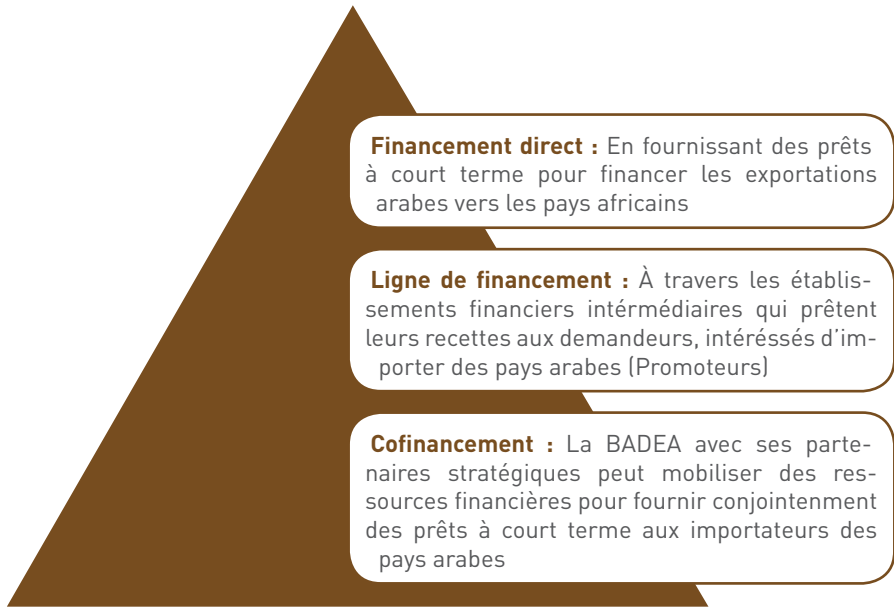 Financement direct : En fournissant des prêts
à court terme pour financer les exportations
arabes vers les pays africains
Ligne de financement : À travers les établis-
sements financiers intérmédiaires qui prêtent
leurs recettes aux demandeurs, intéréssés d'im-
porter des pays arabes (Promoteurs)
Cofinancement : La BADEA avec ses parte-
naires stratégiques peut mobiliser des res-
sources financières pour fournir conjointenment
des prêts à court terme aux importateurs des
pays arabes